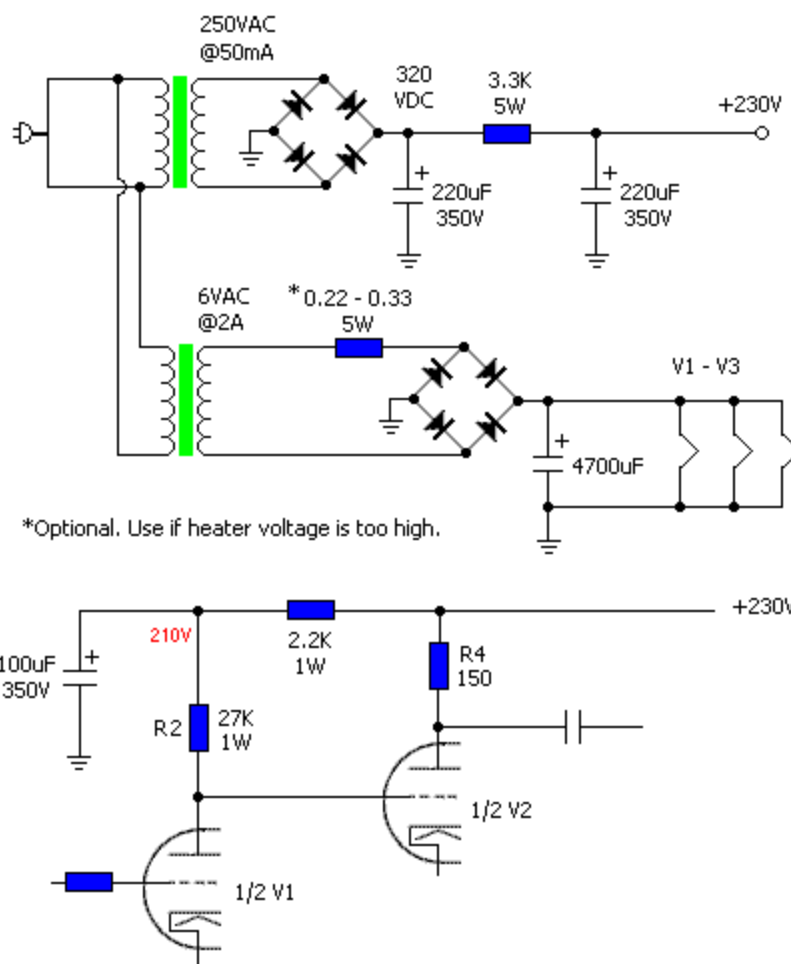 250VAC
@50mA
320
VDC
3.3K
5W
+230V
+
220uF
350V
+
220uF
350V
6VAC
@2A
*0.22 - 0.33
5W
V1 - V3
+
4700uF
*Optional. Use if heater voltage is too high.
+230V
210V
2.2K
1W
100uF
350V
+
R4
150
R2
27K
1W
1/2 V2
1/2 V1